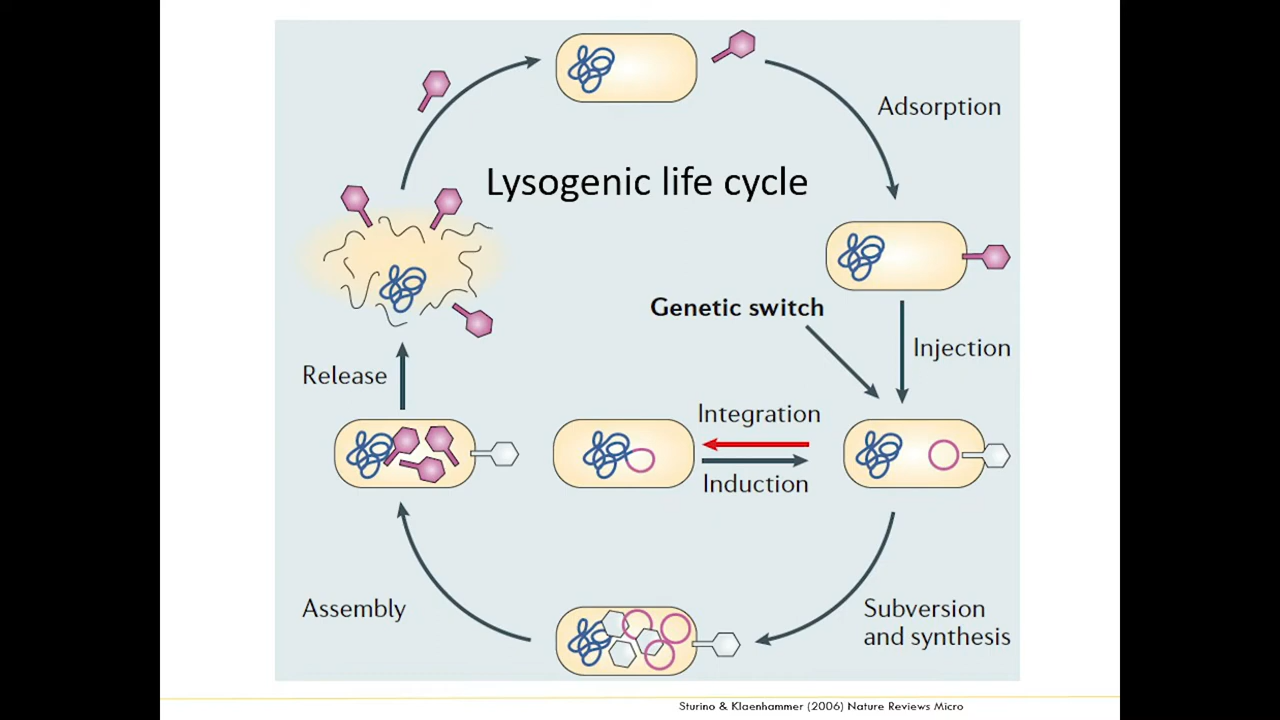 Adsorption
Lysogenic life cycle
Genetic switch
Injection
Release
Integration
Induction
Assembly
Subversion
and synthesis
Sturino & Klaenhammer (2006) Nature Reviews Micro